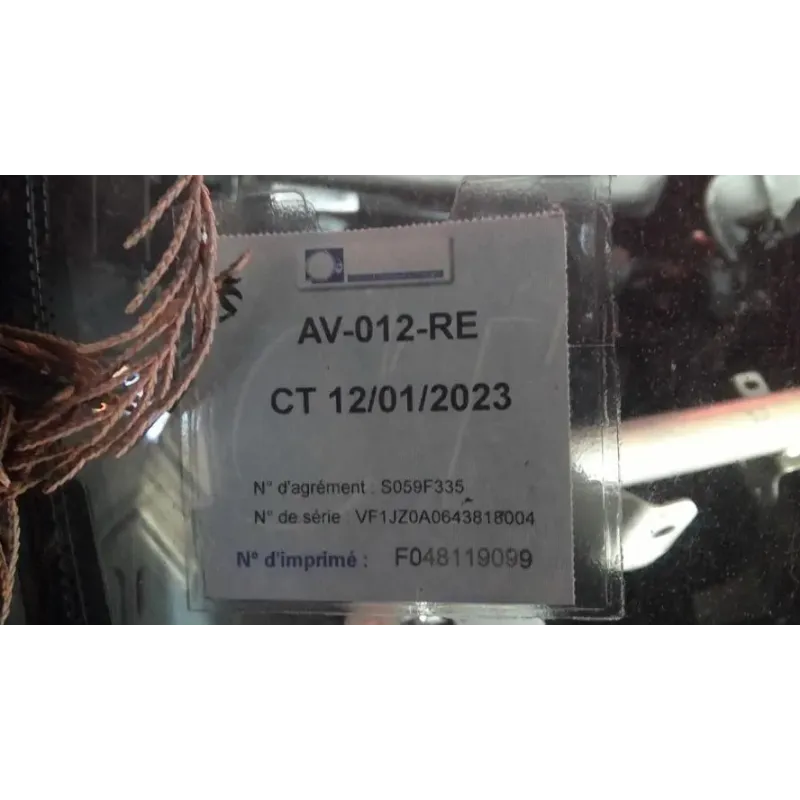 AV-012-RE
CT 12/01/2023
N° d'agrément : S059F335
N° de série : VF1JZ0A0643818004
N° d'imprimé : F048119099